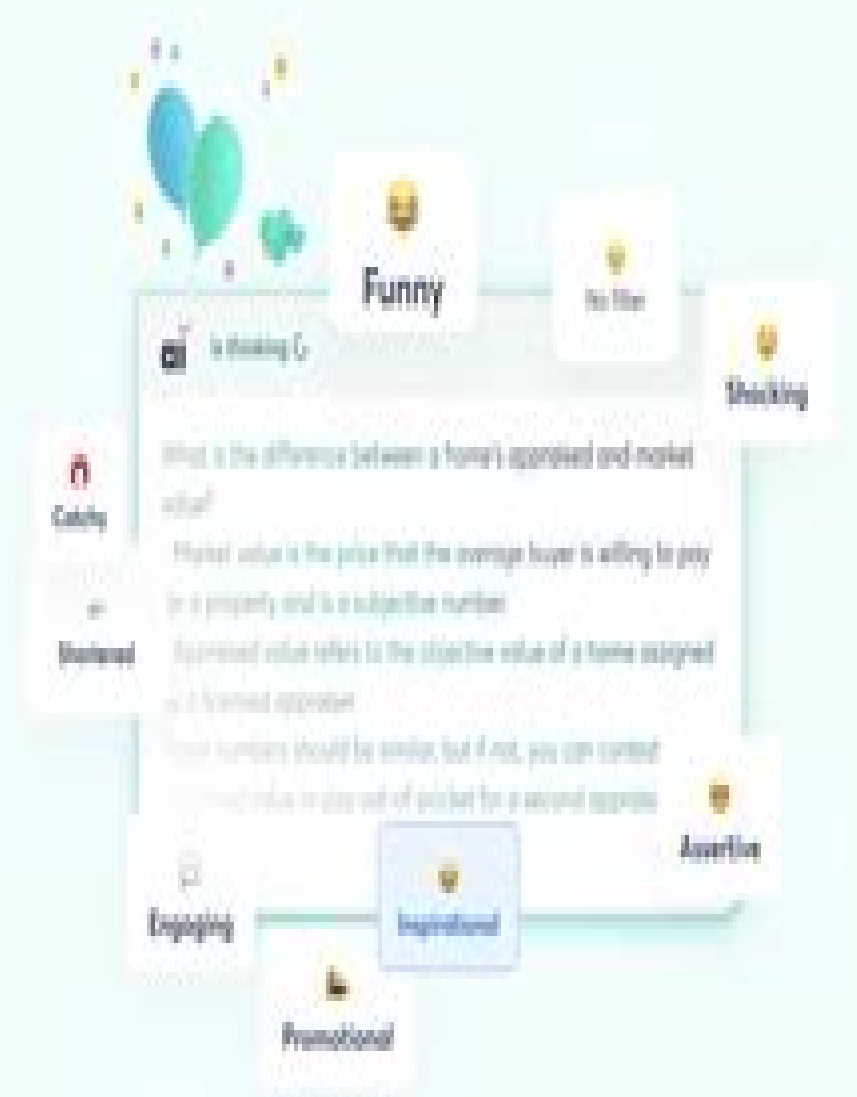 Funny
No filter
Shocking
is thinking
Catchy
Shortened
What is the difference between a home's appraised and market
value?
Market value is the price that the average buyer is willing to pay
for a property and is a subjective number.
Appraised value refers to the objective value of a home assigned
by a licensed appraiser.
numbers should be similar, but if not, you can contest
value or pay out of pocket for a second appraisal
Assertive
Engaging
Inspirational
Promotional